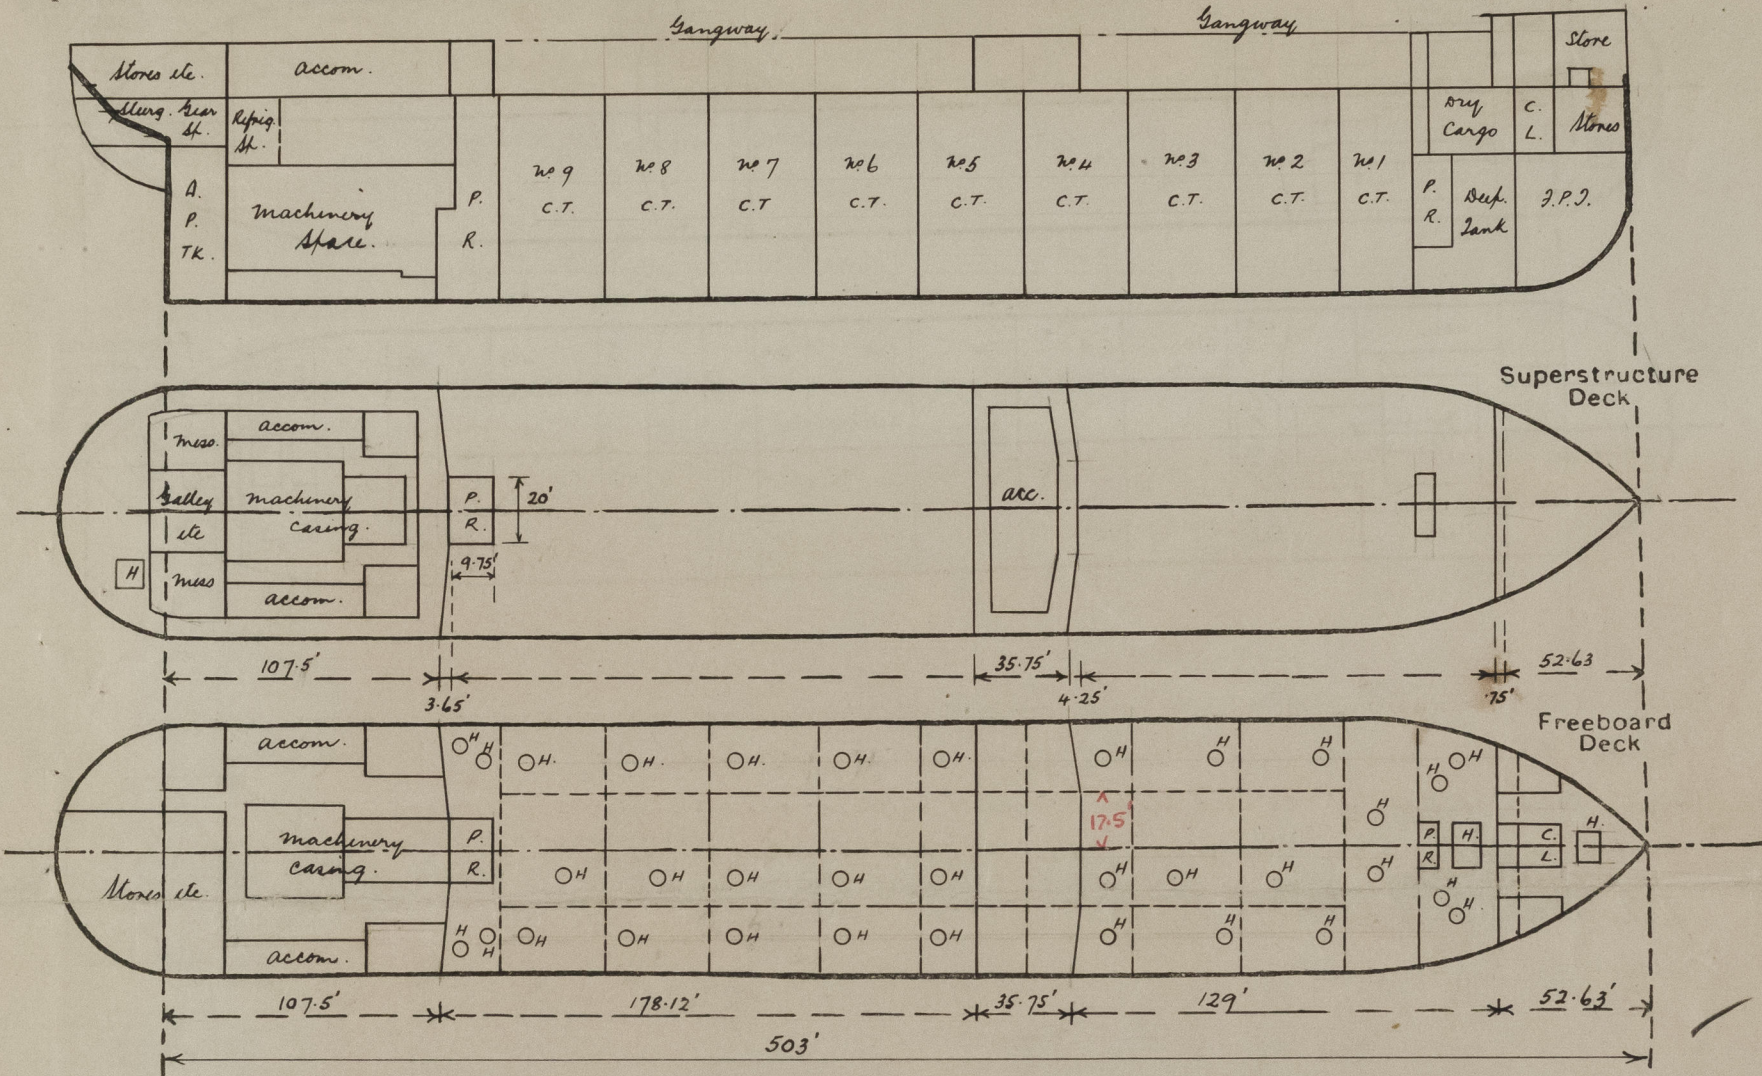 Gangway.
Gangway
Stores etc.
accom.
Store
Sturg. Gear
St.
Refrig.
Sp.
Dry
Cargo
C.
L.
Stores
A.
P.
TK.
Machinery
Space.
P.
R.
No 9
C.T.
No 8
C.T.
No 7
C.T
No 6
C.T.
No 5
C.T.
No 4
C.T.
No 3
C.T.
No 2
C.T.
No 1
C.T.
P.
R.
Deep
Tank
F.P.T.
Superstructure
Deck
mess.
accom.
Galley
etc
machinery
casing.
P.
R.
20'
9.75'
acc.
H
mess
accom.
107.5'
3.65'
35.75'
4.25'
.75'
52.63
Freeboard
Deck
accom.
H
H
H.
H.
H.
H.
H.
H
H
H
H
H
machinery
casing.
P.
R.
17.5'
H
P.
R.
H.
C.
L.
H.
Stores etc.
H
H
H
H
H
H
H
H
H
H
H
accom.
H
H
H
H
H
H
H
H
H
H
H
107.5'
178.12'
35.75'
129'
52.63'
503'